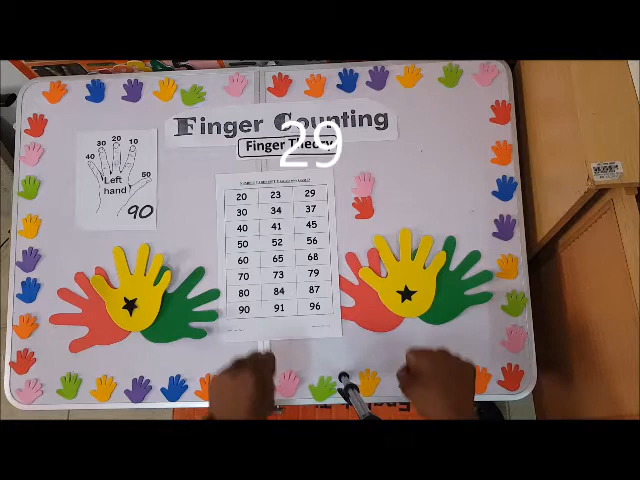 Finger Counting
Finger Theory
29
20
30 10
40 50
Left
hand
90
20 23 29
30 34 37
40 41 45
50 52 56
60 65 68
70 73 79
80 84 87
90 91 96